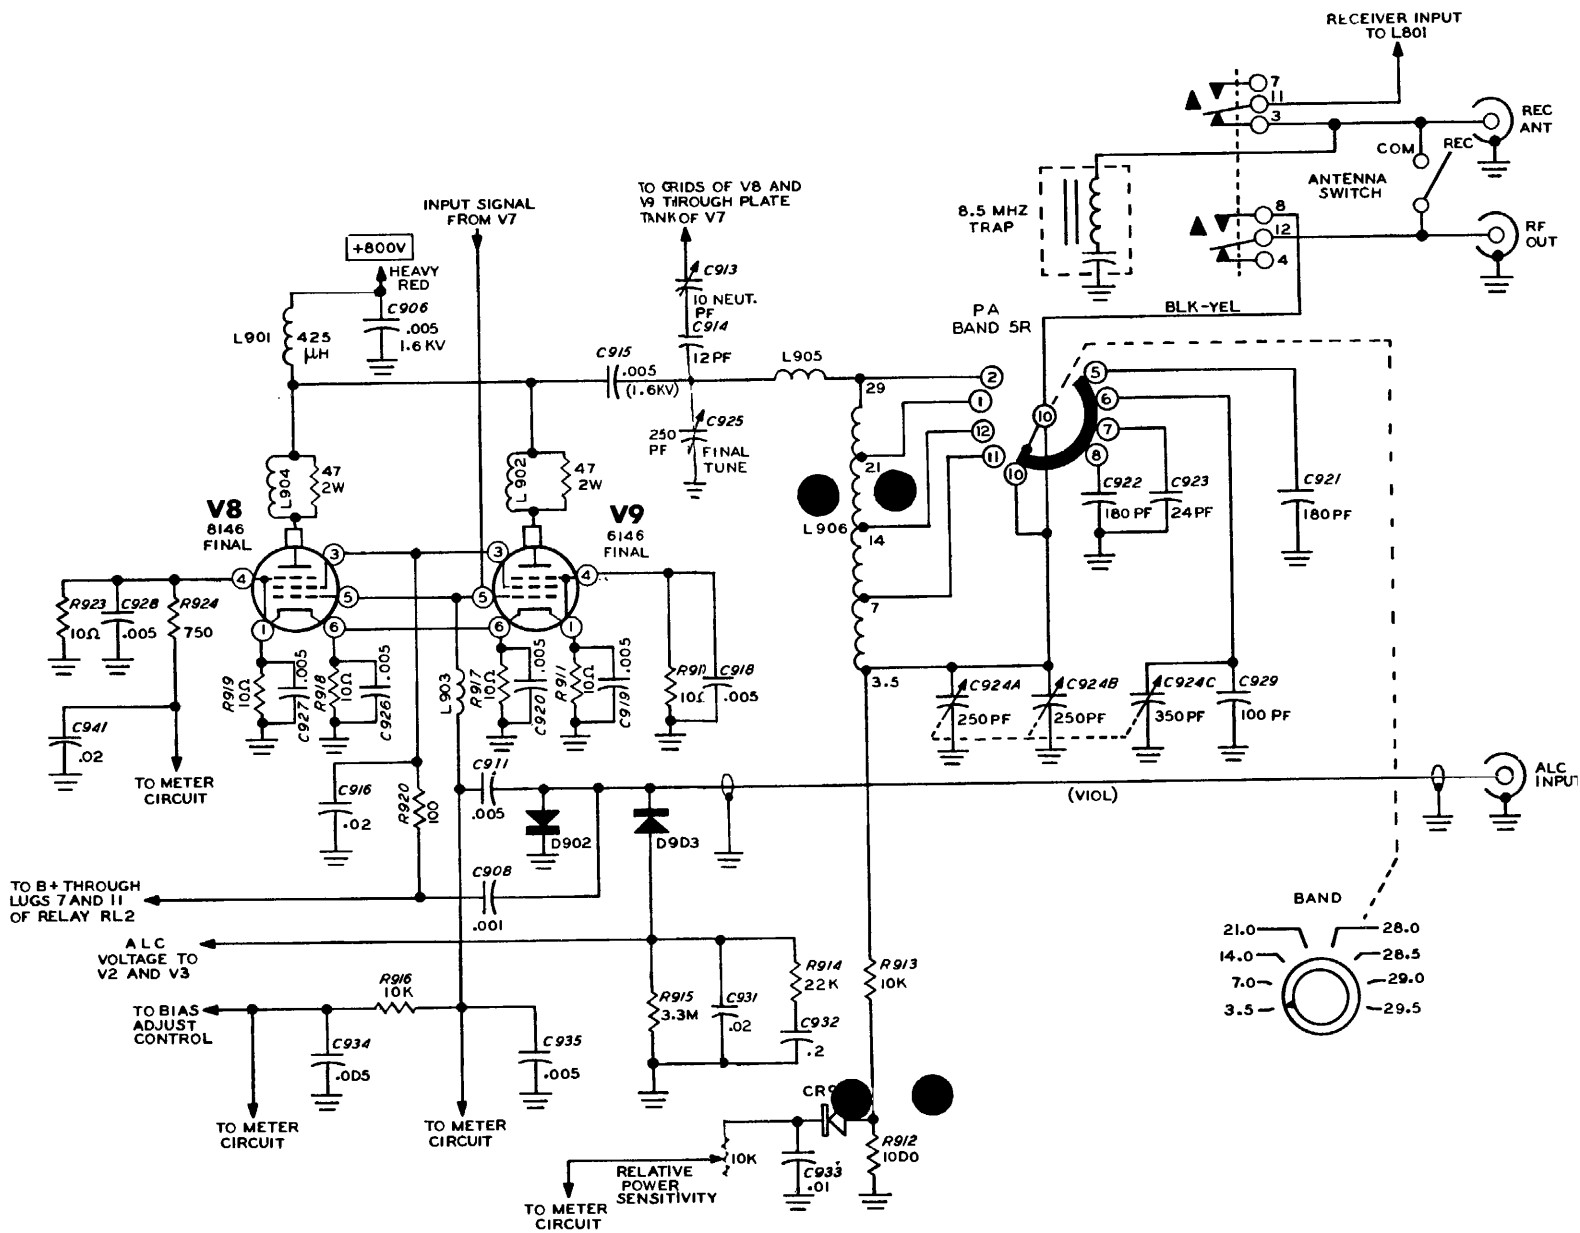 RECEIVER INPUT
TO L801
7
11
3
REC
ANT
COM
REC
ANTENNA
SWITCH
8.5 MHZ
TRAP
8
12
4
RF
OUT
BLK-YEL
TO GRIDS OF V8 AND
V9 THROUGH PLATE
TANK OF V7
INPUT SIGNAL
FROM V7
+800V
HEAVY
RED
C906
.005
1.6 KV
L901
425
μH
C913
10 NEUT.
PF
C914
12 PF
C915
.005
(1.6KV)
C925
250
PF
FINAL
TUNE
L905
PA
BAND 5R
29
2
1
12
11
10
10
5
6
7
8
21
14
7
3.5
L906
C922
180 PF
C923
24 PF
C921
180 PF
L904
47
2W
L902
47
2W
V8
8146
FINAL
V9
6146
FINAL
3
4
5
1
6
3
4
5
6
1
R923
10Ω
C928
.005
R924
750
R919
10Ω
C927
.005
R918
10Ω
C926
.005
L903
R917
10Ω
C920
.005
R911
10Ω
C919
.005
R911
10Ω
C918
.005
C924A
250 PF
C924B
250 PF
C924C
350 PF
C929
100 PF
C941
.02
TO METER
CIRCUIT
C916
.02
R920
100
C911
.005
D902
D9D3
(VIOL)
ALC
INPUT
C908
.001
TO B+ THROUGH
LUGS 7 AND 11
OF RELAY RL2
ALC
VOLTAGE TO
V2 AND V3
R916
10K
TO BIAS
ADJUST
CONTROL
C934
.0D5
C935
.005
R915
3.3M
C931
.02
R914
22K
C932
.2
R913
10K
BAND
21.0
14.0
7.0
3.5
28.0
28.5
29.0
29.5
TO METER
CIRCUIT
TO METER
CIRCUIT
10K
C933
.01
R912
10D0
RELATIVE
POWER
SENSITIVITY
TO METER
CIRCUIT